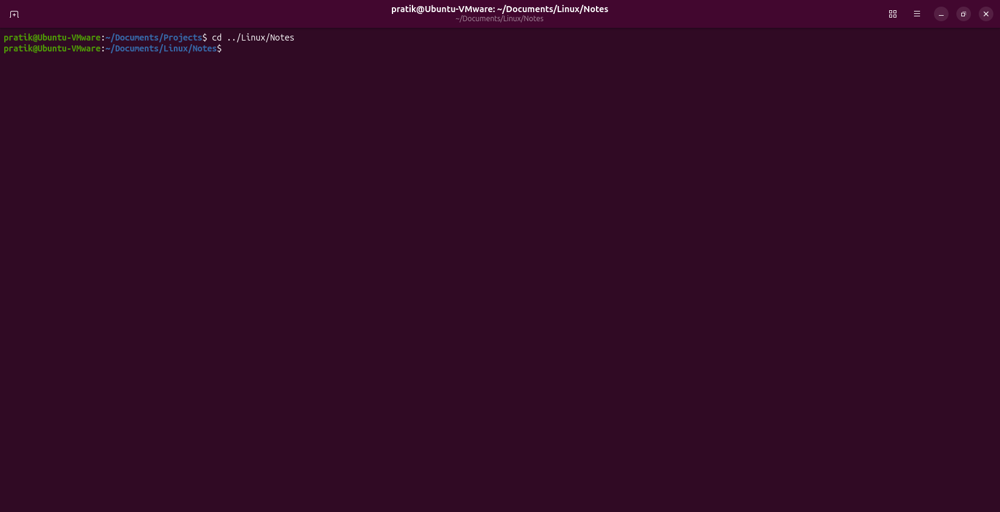 pratik@Ubuntu-VMware: ~/Documents/Linux/Notes
~/Documents/Linux/Notes
pratik@Ubuntu-VMware:~/Documents/Projects$ cd ../Linux/Notes
pratik@Ubuntu-VMware:~/Documents/Linux/Notes$